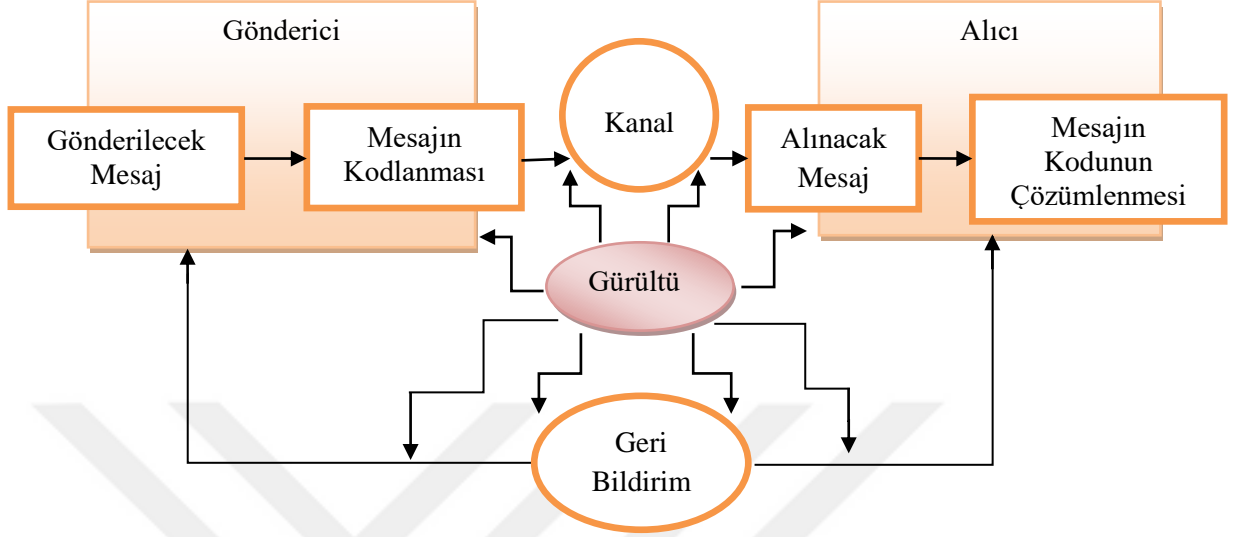 Gönderici
Alıcı
Gönderilecek
Mesaj
Mesajın
Kodlanması
Kanal
Alınacak
Mesaj
Mesajın
Kodunun
Çözümlenmesi
Gürültü
Geri
Bildirim